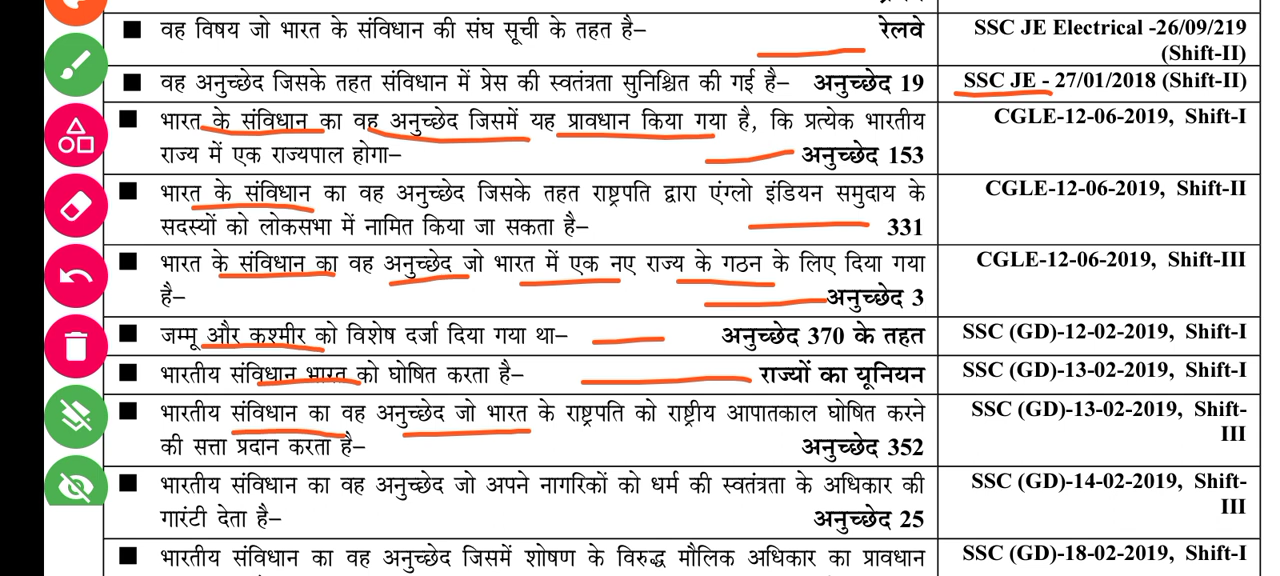 ■ वह विषय जो भारत के संविधान की संघ सूची के तहत है– रेलवे
SSC JE Electrical -26/09/219
(Shift-II)
■ वह अनुच्छेद जिसके तहत संविधान में प्रेस की स्वतंत्रता सुनिश्चित की गई है– अनुच्छेद 19
SSC JE - 27/01/2018 (Shift-II)
■ भारत के संविधान का वह अनुच्छेद जिसमें यह प्रावधान किया गया है, कि प्रत्येक भारतीय
राज्य में एक राज्यपाल होगा– अनुच्छेद 153
CGLE-12-06-2019, Shift-I
■ भारत के संविधान का वह अनुच्छेद जिसके तहत राष्ट्रपति द्वारा एंग्लो इंडियन समुदाय के
सदस्यों को लोकसभा में नामित किया जा सकता है– 331
CGLE-12-06-2019, Shift-II
■ भारत के संविधान का वह अनुच्छेद जो भारत में एक नए राज्य के गठन के लिए दिया गया
है– अनुच्छेद 3
CGLE-12-06-2019, Shift-III
■ जम्मू और कश्मीर को विशेष दर्जा दिया गया था– अनुच्छेद 370 के तहत
SSC (GD)-12-02-2019, Shift-I
■ भारतीय संविधान भारत को घोषित करता है– राज्यों का यूनियन
SSC (GD)-13-02-2019, Shift-I
■ भारतीय संविधान का वह अनुच्छेद जो भारत के राष्ट्रपति को राष्ट्रीय आपातकाल घोषित करने
की सत्ता प्रदान करता है– अनुच्छेद 352
SSC (GD)-13-02-2019, Shift-
III
■ भारतीय संविधान का वह अनुच्छेद जो अपने नागरिकों को धर्म की स्वतंत्रता के अधिकार की
गारंटी देता है– अनुच्छेद 25
SSC (GD)-14-02-2019, Shift-
III
■ भारतीय संविधान का वह अनुच्छेद जिसमें शोषण के विरुद्ध मौलिक अधिकार का प्रावधान
SSC (GD)-18-02-2019, Shift-I